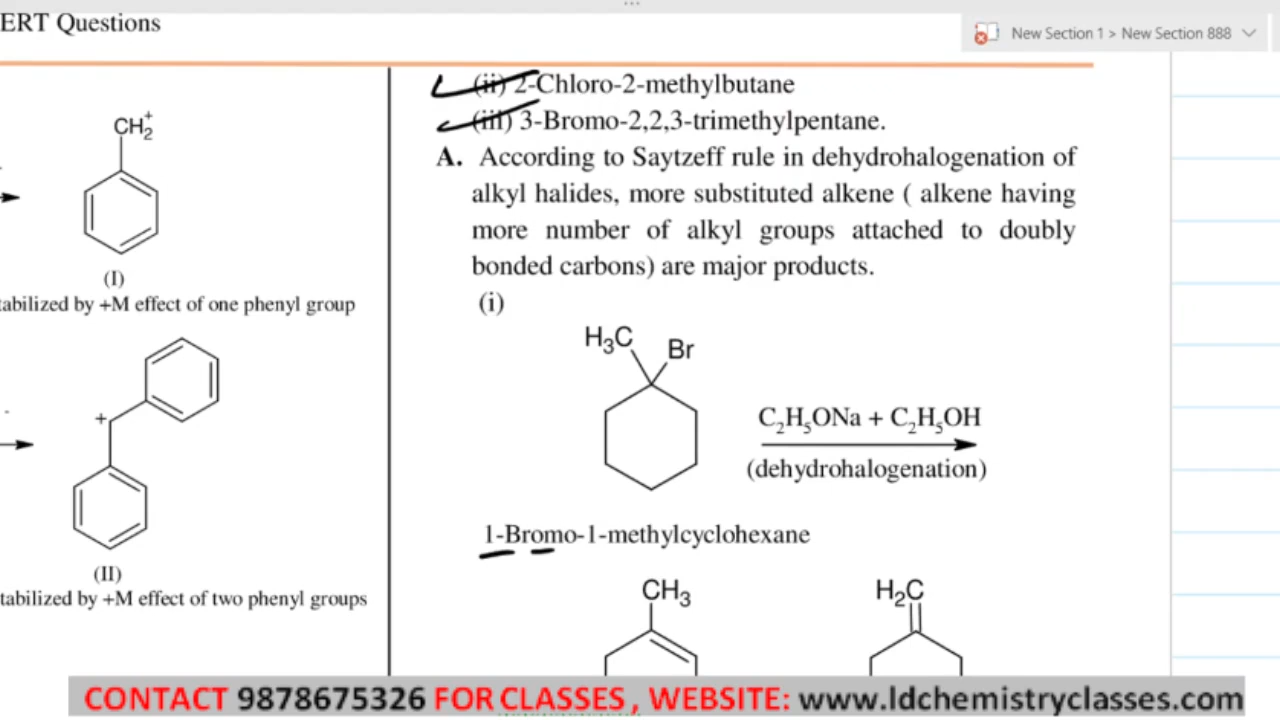 ERT Questions
New Section 1 > New Section 888
CH₂⁺
(I)
tabilized by +M effect of one phenyl group
+
(II)
tabilized by +M effect of two phenyl groups
(ii) 2-Chloro-2-methylbutane
(iii) 3-Bromo-2,2,3-trimethylpentane.
A. According to Saytzeff rule in dehydrohalogenation of
alkyl halides, more substituted alkene ( alkene having
more number of alkyl groups attached to doubly
bonded carbons) are major products.
(i)
H₃C Br
C₂H₅ONa + C₂H₅OH
(dehydrohalogenation)
1-Bromo-1-methylcyclohexane
CH₃ H₂C
CONTACT 9878675326 FOR CLASSES , WEBSITE: www.ldchemistryclasses.com